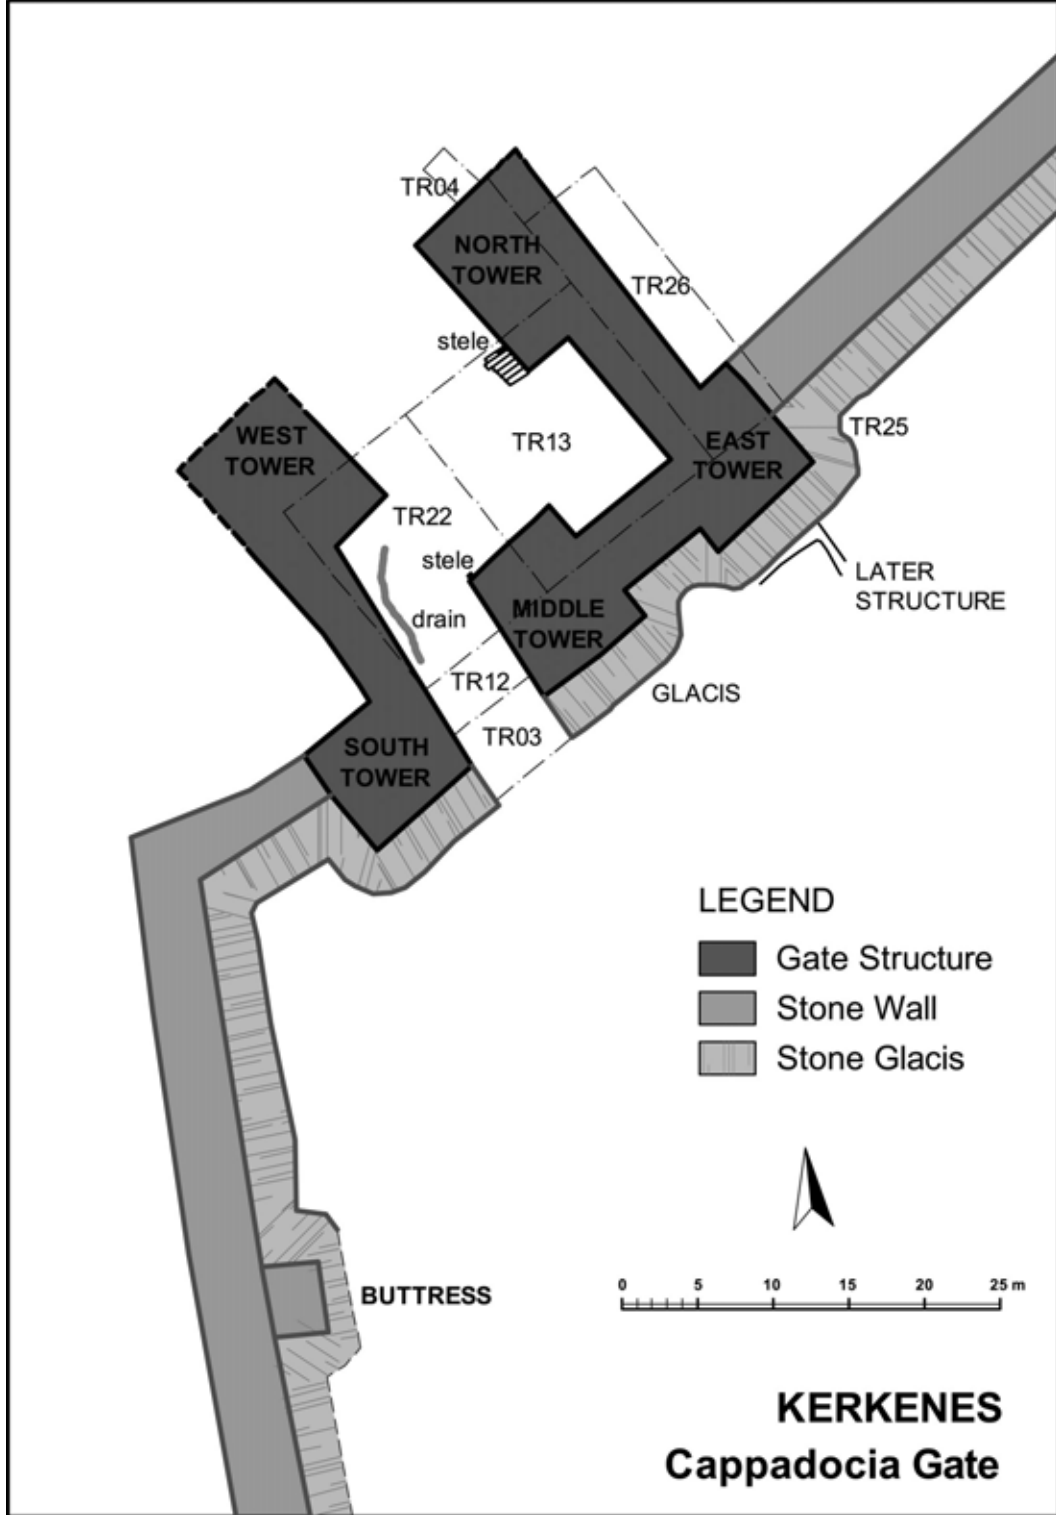 TR04
NORTH
TOWER
TR26
stele
TR25
WEST
TOWER
TR13
EAST
TOWER
TR22
stele
LATER
STRUCTURE
drain
MIDDLE
TOWER
TR12
GLACIS
TR03
SOUTH
TOWER
LEGEND
Gate Structure
Stone Wall
Stone Glacis
BUTTRESS
0 5 10 15 20 25 m
KERKENES
Cappadocia Gate